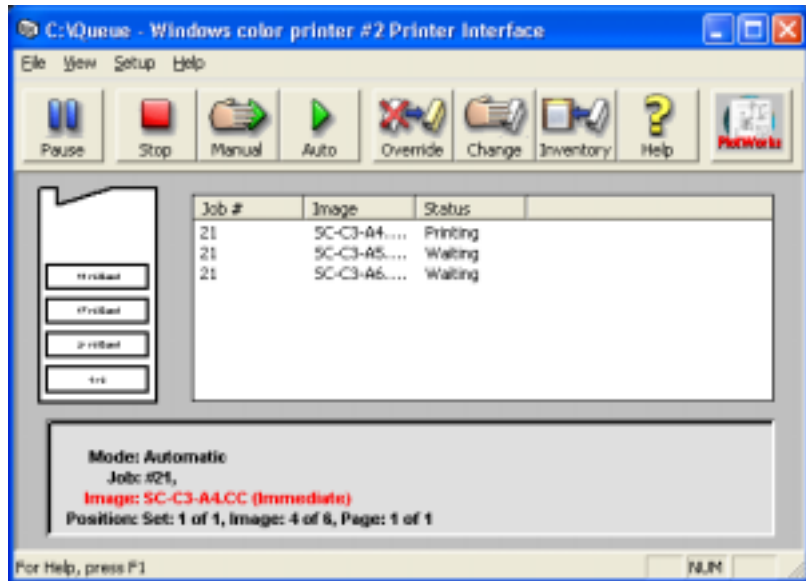 C:\Queue - Windows color printer #2 Printer Interface
File View Setup Help
Pause Stop Manual Auto Override Change Inventory Help PlotWorks
Job # Image Status
21 SC-C3-A4.... Printing
21 SC-C3-A5.... Waiting
21 SC-C3-A6.... Waiting
Mode: Automatic
Job: #21,
Image: SC-C3-A4.CC (Immediate)
Position: Set: 1 of 1, Image: 4 of 6, Page: 1 of 1
For Help, press F1 NUM